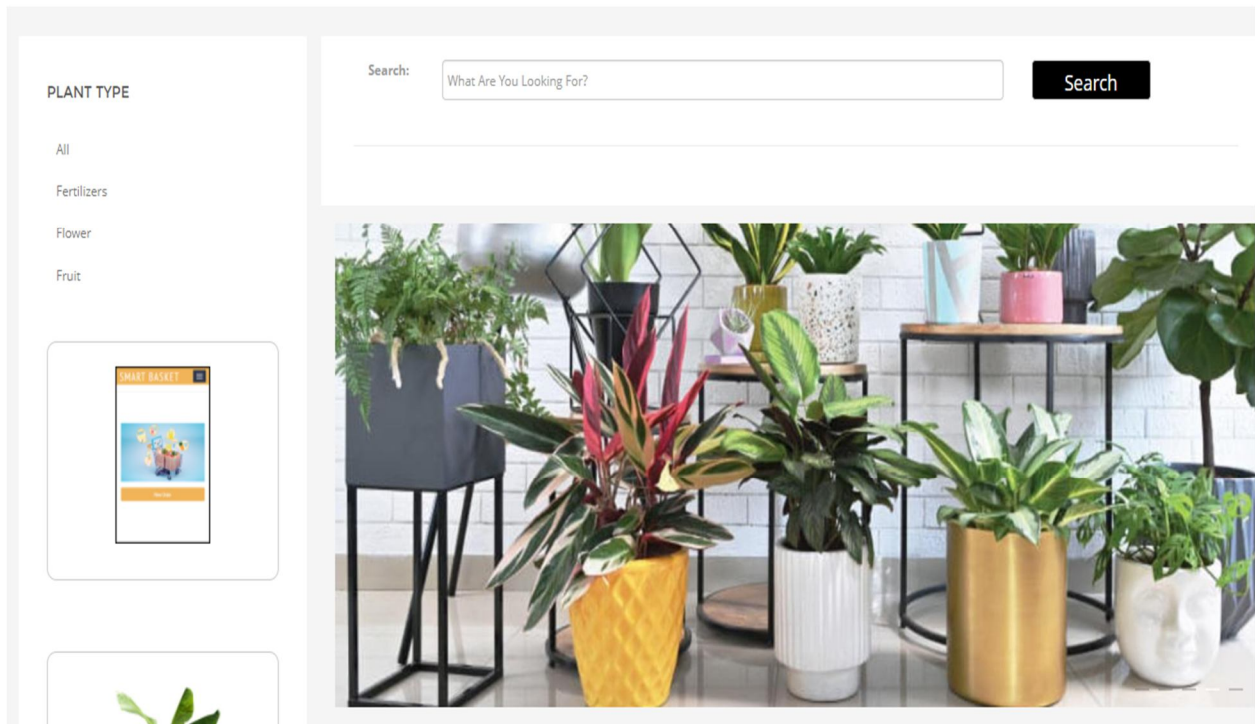 PLANT TYPE
All
Fertilizers
Flower
Fruit
SMART BASKET
Search:
What Are You Looking For?
Search